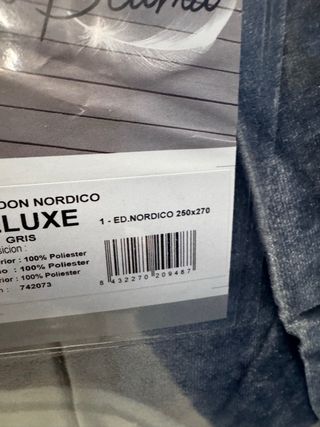 DON NORDICO
LUXE
GRIS
1 - ED.NORDICO 250x270
sicion :
rior : 100% Poliester
o : 100% Poliester
rior : 100% Poliester
n : 742073
8 432270 209487